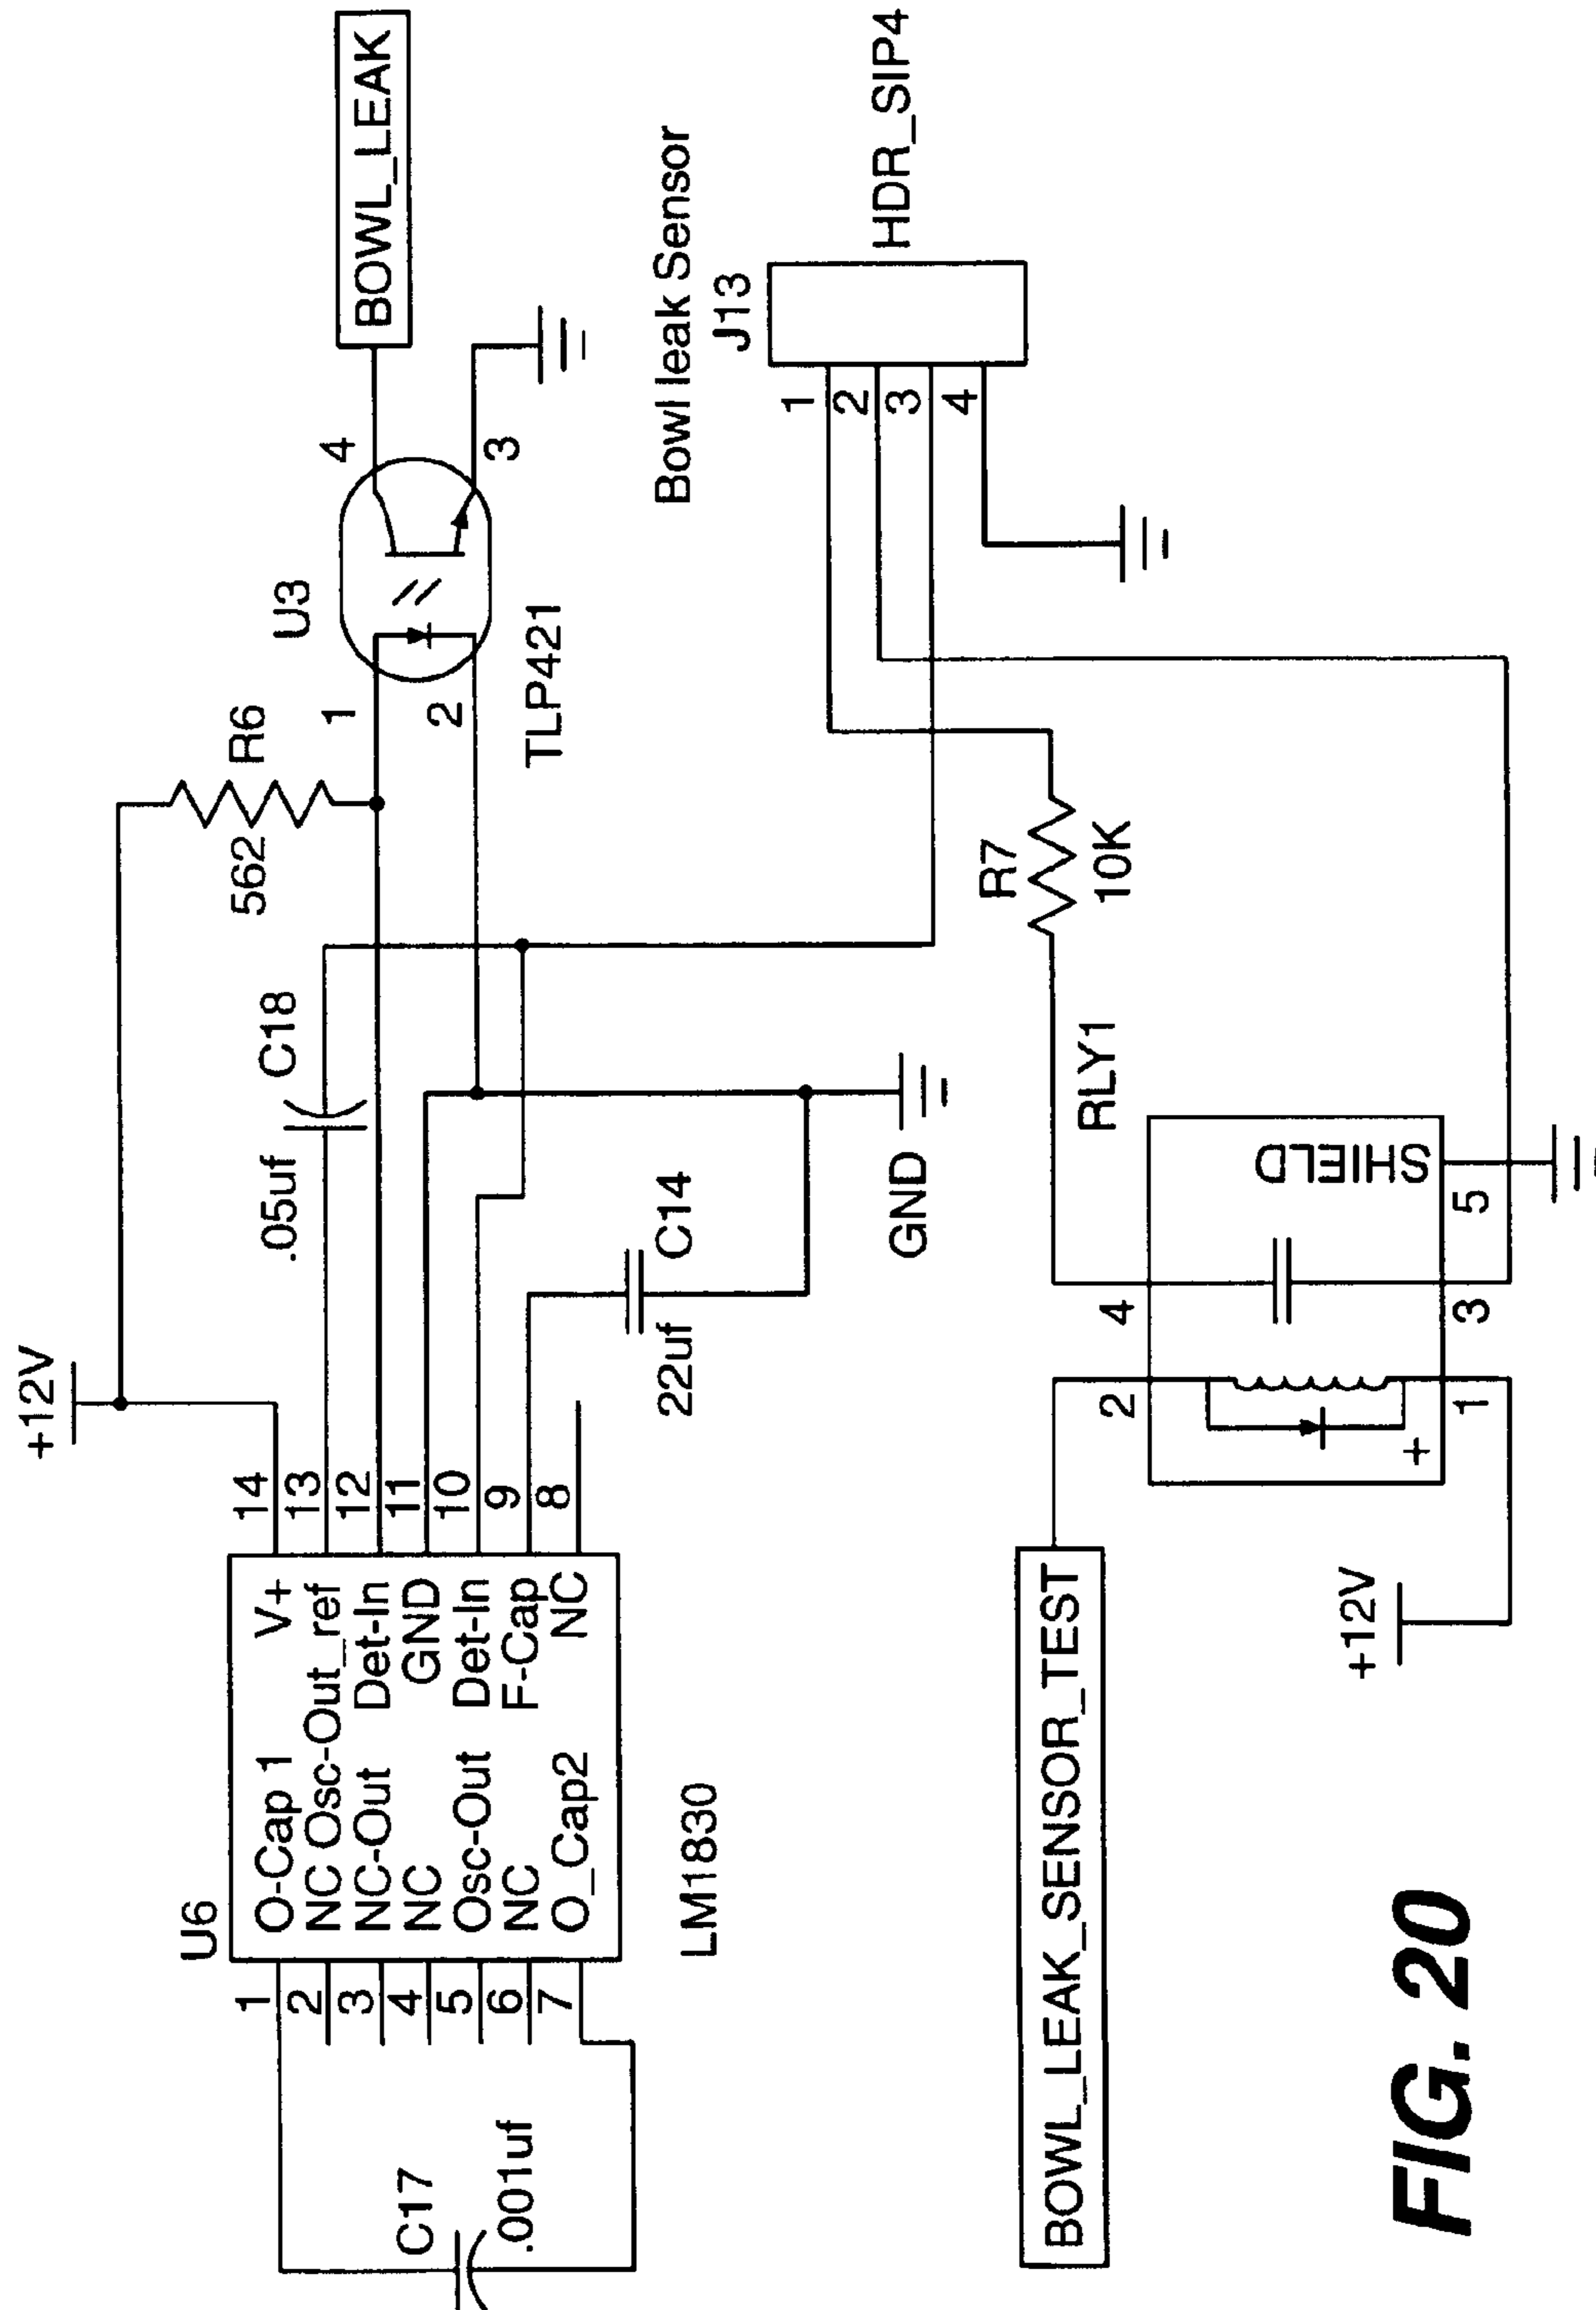 +12V
U6
O-Cap 1 V+
NC Osc-Out_ref
NC-Out Det-In
NC GND
Osc-Out Det-In
NC F-Cap
O_Cap2 NC
1
2
3
4
5
6
7
14
13
12
11
10
9
8
LM1830
C17
.001uf
.05uf
C18
562
R6
22uf
C14
GND
U3
1
2
4
3
TLP421
BOWL_LEAK
Bowl leak Sensor
J13
1
2
3
4
HDR_SIP4
R7
10K
RLY1
BOWL_LEAK_SENSOR_TEST
2
4
SHIELD
+
1
3
5
+12V
FIG. 20